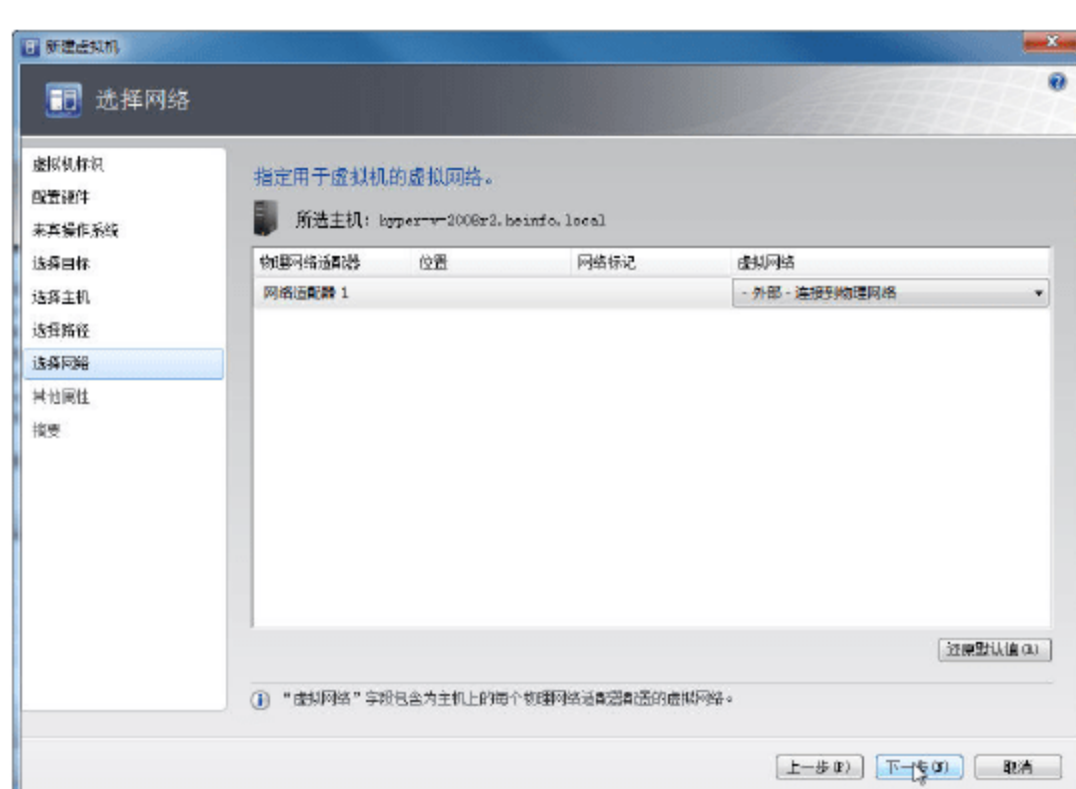 新建虚拟机
选择网络
虚拟机标识
配置硬件
来宾操作系统
选择目标
选择主机
选择路径
选择网络
其他属性
摘要
指定用于虚拟机的虚拟网络。
所选主机: hyper-v-2008r2.heinfo.local
物理网络适配器 位置 网络标记 虚拟网络
网络适配器 1 - 外部 - 连接到物理网络
还原默认值(R)
“虚拟网络”字段包含为主机上的每个物理网络适配器配置的虚拟网络。
上一步(P) 下一步(N) 取消